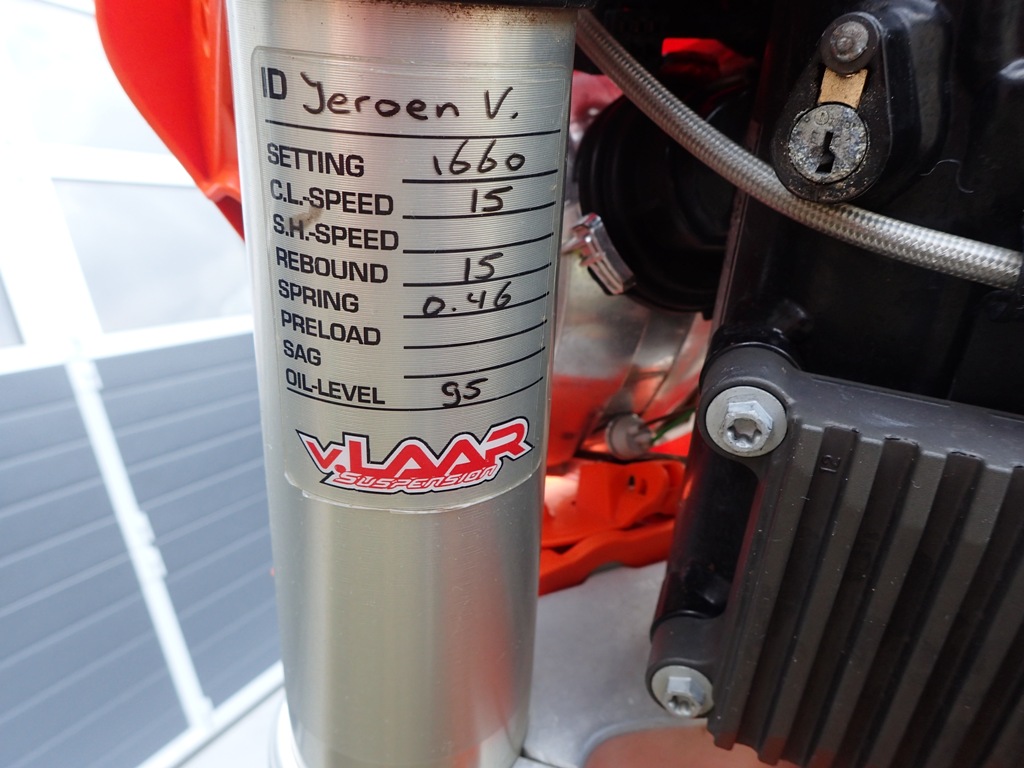 ID Jeroen V.
SETTING 1660
C.L.-SPEED 15
S.H.-SPEED
REBOUND 15
SPRING 0.46
PRELOAD
SAG
OIL-LEVEL 95
v.LAAR
SUSPENSION